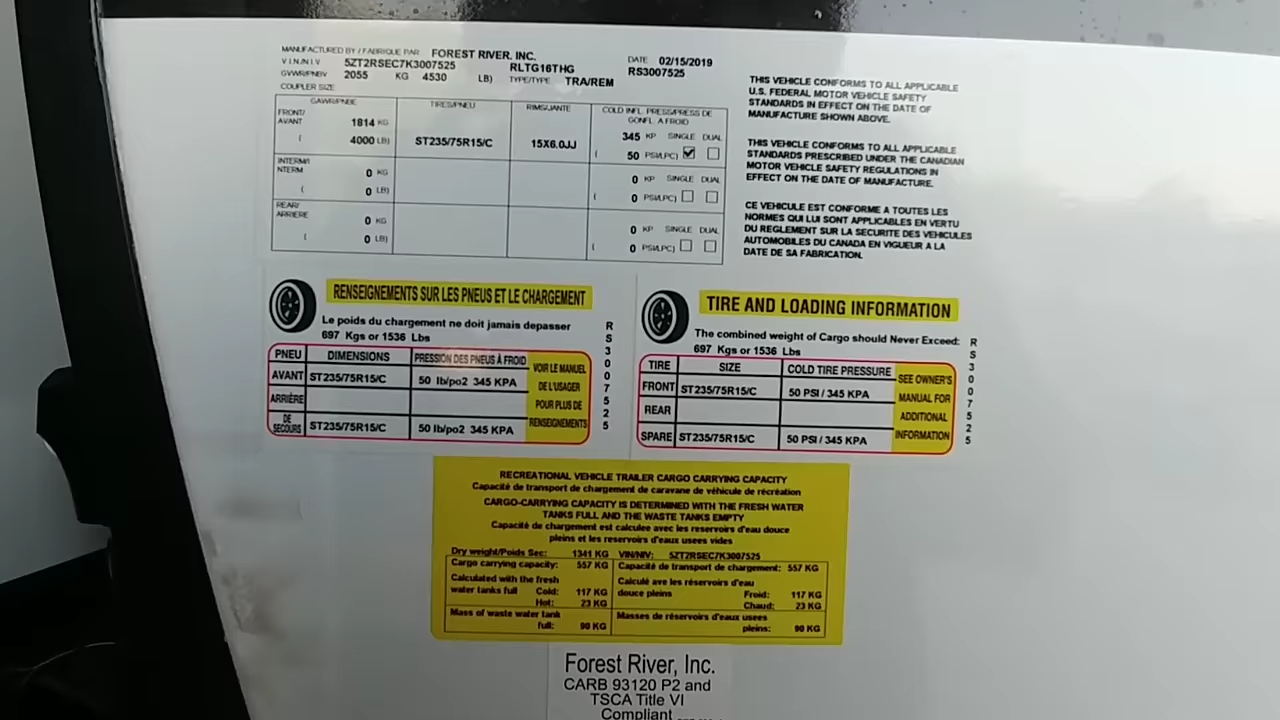 MANUFACTURED BY / FABRIQUE PAR FOREST RIVER, INC. DATE 02/15/2019
V.I.N./N.I.V 5ZT2RSEC7K3007525 RLTG16THG RS3007525
GVWR/PNBV 2055 KG 4530 LB) TYPE/TYPE TRA/REM
COUPLER SIZE
GAWR/PNBE TIRES/PNEU RIMS/JANTE COLD INFL. PRESS/PRESS DE GONFL. A FROID
FRONT/ AVANT 1814 KG 345 KP SINGLE DUAL
( 4000 LB) ST235/75R15/C 15X6.0JJ ( 50 PSI/LPC)
INTERM/I NTERM 0 KG 0 KP SINGLE DUAL
( 0 LB) ( 0 PSI/LPC)
REAR/ ARRIERE 0 KG 0 KP SINGLE DUAL
( 0 LB) ( 0 PSI/LPC)
THIS VEHICLE CONFORMS TO ALL APPLICABLE
U.S. FEDERAL MOTOR VEHICLE SAFETY
STANDARDS IN EFFECT ON THE DATE OF
MANUFACTURE SHOWN ABOVE.
THIS VEHICLE CONFORMS TO ALL APPLICABLE
STANDARDS PRESCRIBED UNDER THE CANADIAN
MOTOR VEHICLE SAFETY REGULATIONS IN
EFFECT ON THE DATE OF MANUFACTURE.
CE VEHICULE EST CONFORME A TOUTES LES
NORMES QUI LUI SONT APPLICABLES EN VERTU
DU REGLEMENT SUR LA SECURITE DES VEHICULES
AUTOMOBILES DU CANADA EN VIGUEUR A LA
DATE DE SA FABRICATION.
RENSEIGNEMENTS SUR LES PNEUS ET LE CHARGEMENT
Le poids du chargement ne doit jamais depasser
697 Kgs or 1536 Lbs
PNEU DIMENSIONS PRESSION DES PNEUS À FROID
AVANT ST235/75R15/C 50 lb/po2 345 KPA
ARRIÈRE
DE SECOURS ST235/75R15/C 50 lb/po2 345 KPA
VOIR LE MANUEL
DE L'USAGER
POUR PLUS DE
RENSEIGNEMENTS
RS3007525
TIRE AND LOADING INFORMATION
The combined weight of Cargo should Never Exceed:
697 Kgs or 1536 Lbs
TIRE SIZE COLD TIRE PRESSURE
FRONT ST235/75R15/C 50 PSI / 345 KPA
REAR
SPARE ST235/75R15/C 50 PSI / 345 KPA
SEE OWNER'S
MANUAL FOR
ADDITIONAL
INFORMATION
RS3007525
RECREATIONAL VEHICLE TRAILER CARGO CARRYING CAPACITY
Capacité de transport de chargement de caravane de véhicule de récréation
CARGO-CARRYING CAPACITY IS DETERMINED WITH THE FRESH WATER
TANKS FULL AND THE WASTE TANKS EMPTY
Capacité de chargement est calculee avec les reservoirs d'eau douce
pleins et les reservoirs d'eaux usees vides
Dry weight/Poids Sec: 1341 KG VIN/NIV: 5ZT2RSEC7K3007525
Cargo carrying capacity: 557 KG Capacitie de transport de chargement: 557 KG
Calculated with the fresh Calculé ave les réservoirs d'eau
water tanks full Cold: 117 KG douce pleins Froid: 117 KG
Hot: 23 KG Chaud: 23 KG
Mass of waste water tank Masses de réservoirs d'eaux usees
full: 90 KG pleins: 90 KG
Forest River, Inc.
CARB 93120 P2 and
TSCA Title VI
Compliant